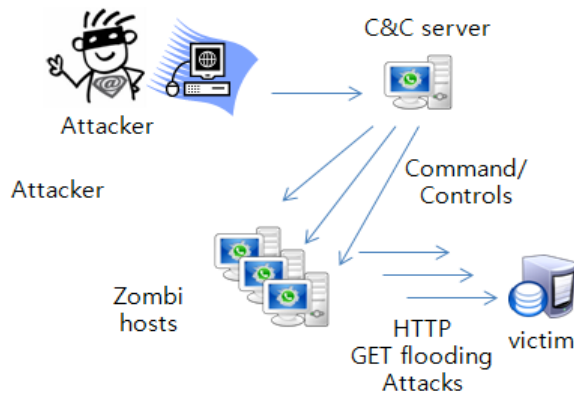 C&C server
Attacker
Attacker
Command/
Controls
Zombi
hosts
HTTP
GET flooding
Attacks
victim